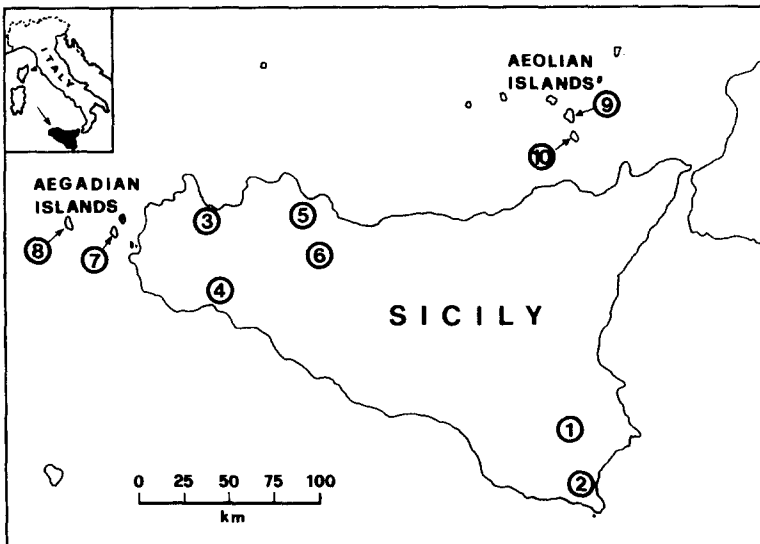 ITALY
AEOLIAN
ISLANDS
9
10
AEGADIAN
ISLANDS
3
5
8
7
6
4
SICILY
1
0 25 50 75 100
km
2